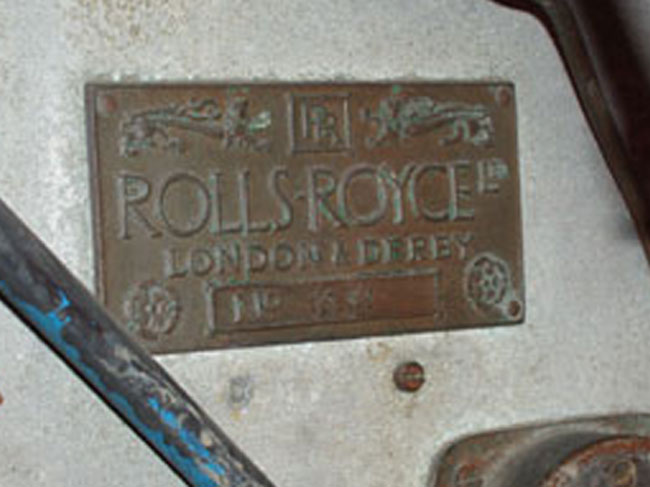 RR
ROLLS-ROYCE LTD
LONDON & DERBY
No